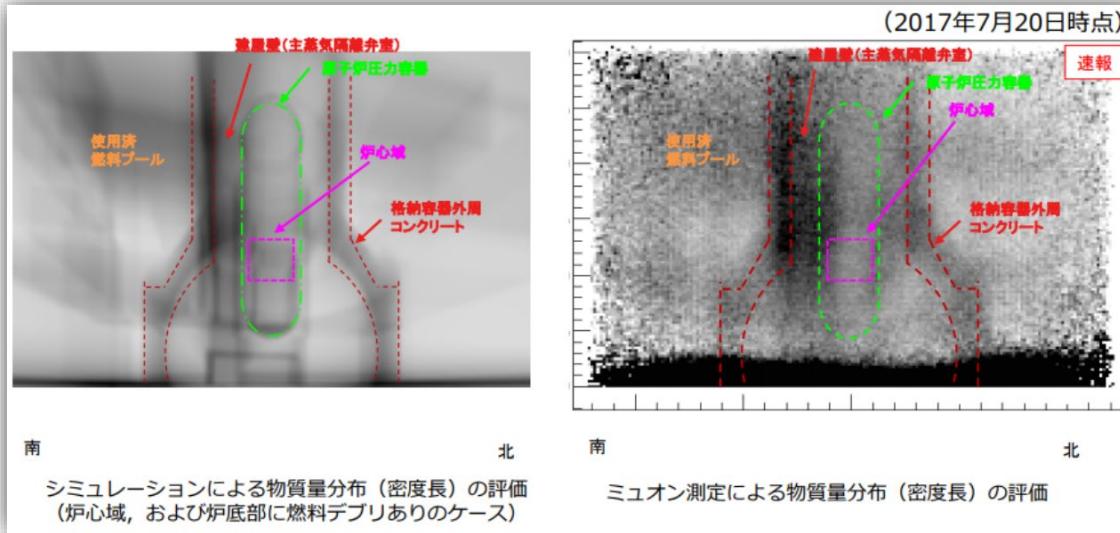 (2017年7月20日時点)
速報
建屋壁(主蒸気隔離弁室)
原子炉圧力容器
使用済
燃料プール
炉心域
格納容器外周
コンクリート
建屋壁(主蒸気隔離弁室)
原子炉圧力容器
炉心域
使用済
燃料プール
格納容器外周
コンクリート
南
北
南
北
シミュレーションによる物質量分布(密度長)の評価
(炉心域,および炉底部に燃料デブリありのケース)
ミュオン測定による物質量分布(密度長)の評価